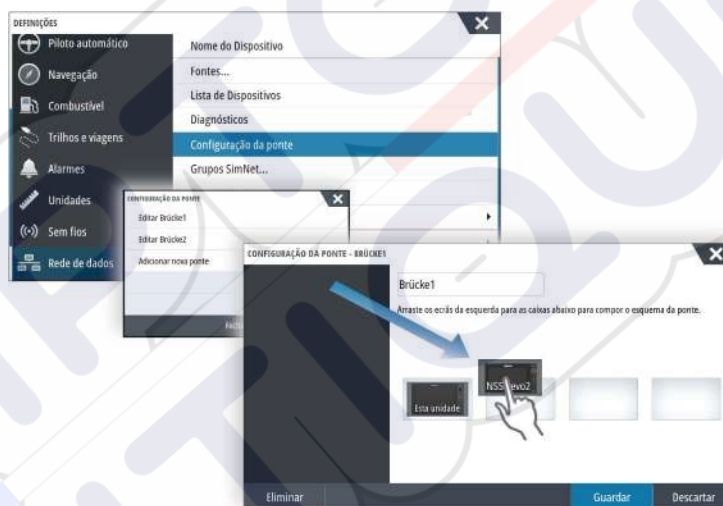 DEFINIÇÕES
Piloto automático
Navegação
Combustível
Trilhos e viagens
Alarmes
Unidades
Sem fios
Rede de dados
Nome do Dispositivo
Fontes...
Lista de Dispositivos
Diagnósticos
Configuração da ponte
Grupos SimNet...
CONFIGURAÇÃO DA PONTE
Editar Brücke1
Editar Brücke2
Adicionar nova ponte
CONFIGURAÇÃO DA PONTE - BRÜCKE1
Brücke1
Arraste os ecrãs da esquerda para as caixas abaixo para compor o esquema da ponte.
Esta unidade
Eliminar
Guardar
Descartar